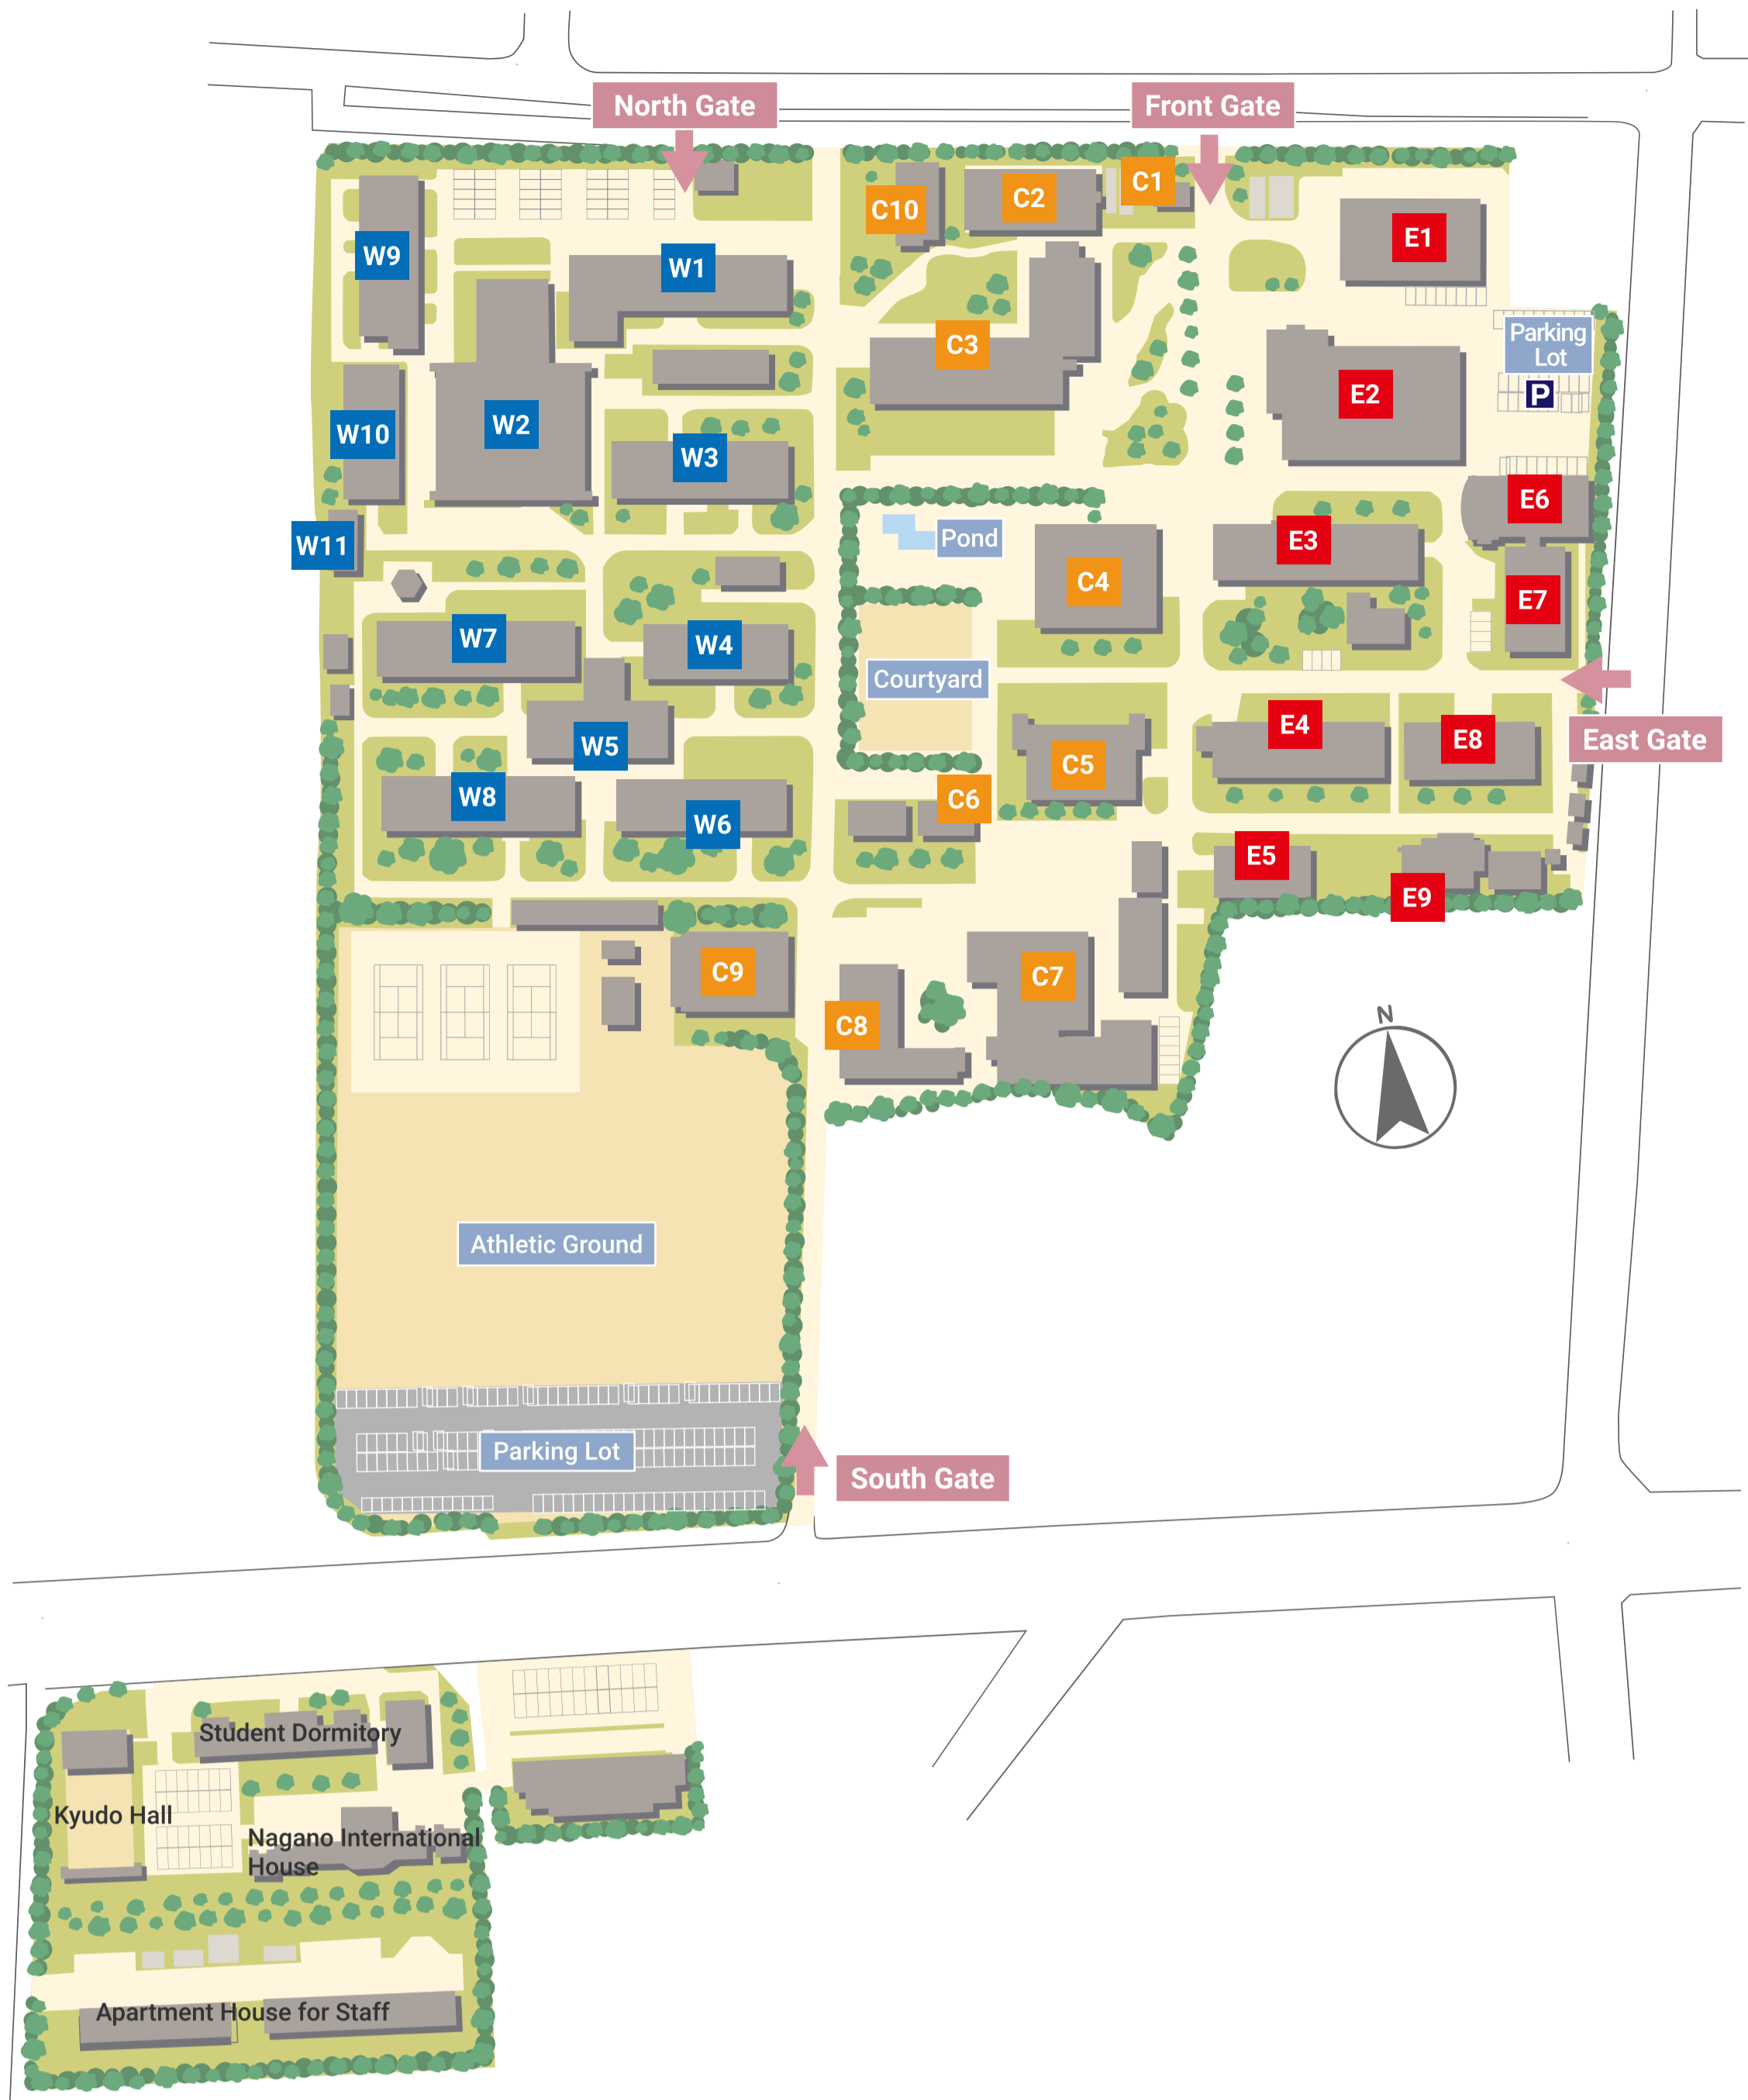 North Gate
Front Gate
C1
C10
C2
E1
W9
W1
Parking
Lot
C3
P
E2
W10
W2
W3
E6
W11
Pond
E3
C4
E7
W7
W4
Courtyard
E4
E8
East Gate
W5
C5
W8
C6
W6
E5
E9
C9
C7
C8
N
Athletic Ground
Parking Lot
South Gate
Student Dormitory
Kyudo Hall
Nagano International
House
Apartment House for Staff